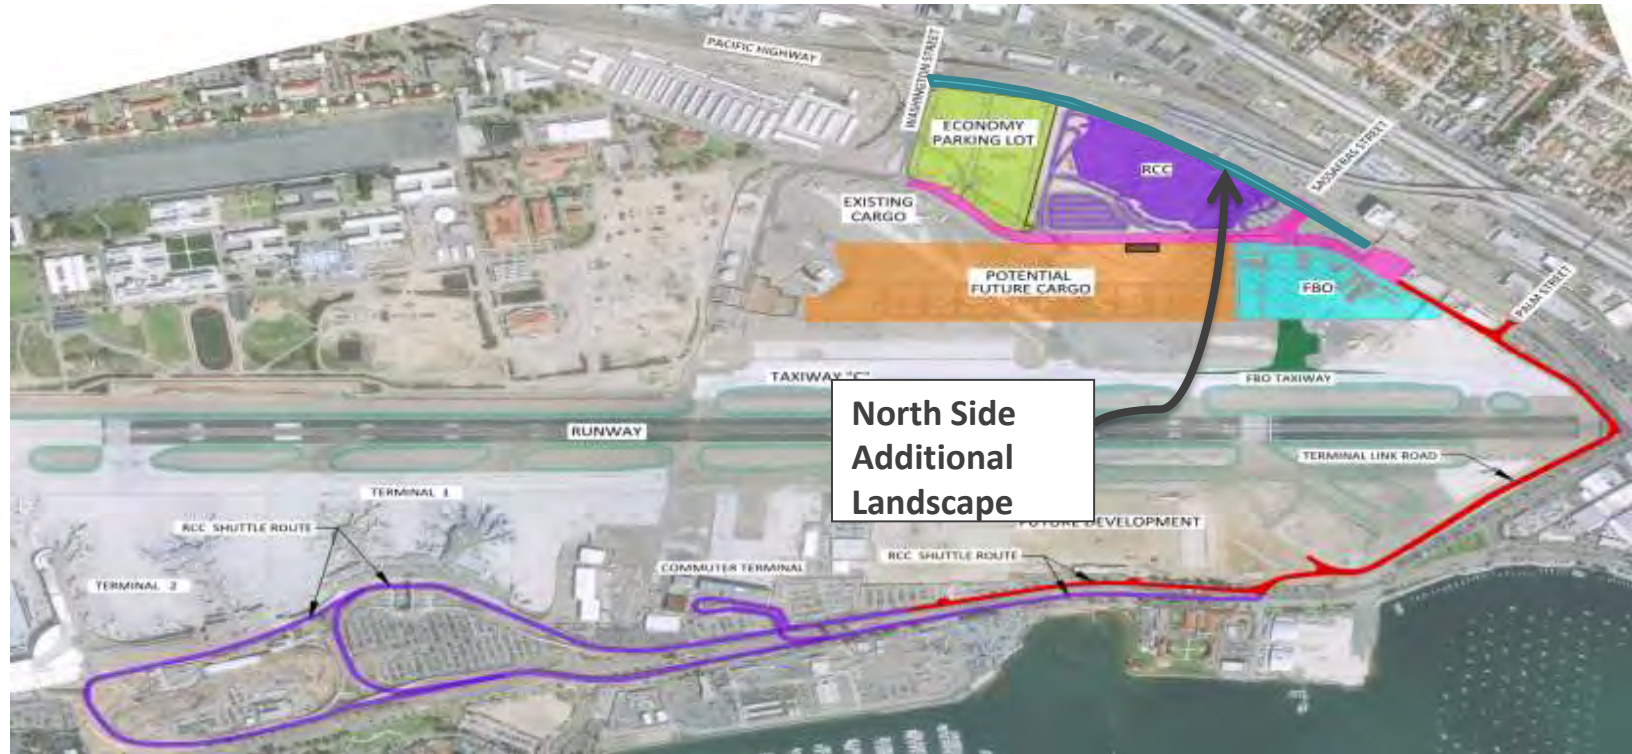 PACIFIC HIGHWAY
WASHINGTON STREET
ECONOMY
PARKING LOT
RCC
SASSAFRAS STREET
EXISTING
CARGO
POTENTIAL
FUTURE CARGO
FBO
PALM STREET
TAXIWAY "C"
FBO TAXIWAY
North Side
Additional
Landscape
RUNWAY
TERMINAL LINK ROAD
TERMINAL 1
RCC SHUTTLE ROUTE
FUTURE DEVELOPMENT
RCC SHUTTLE ROUTE
COMMUTER TERMINAL
TERMINAL 2